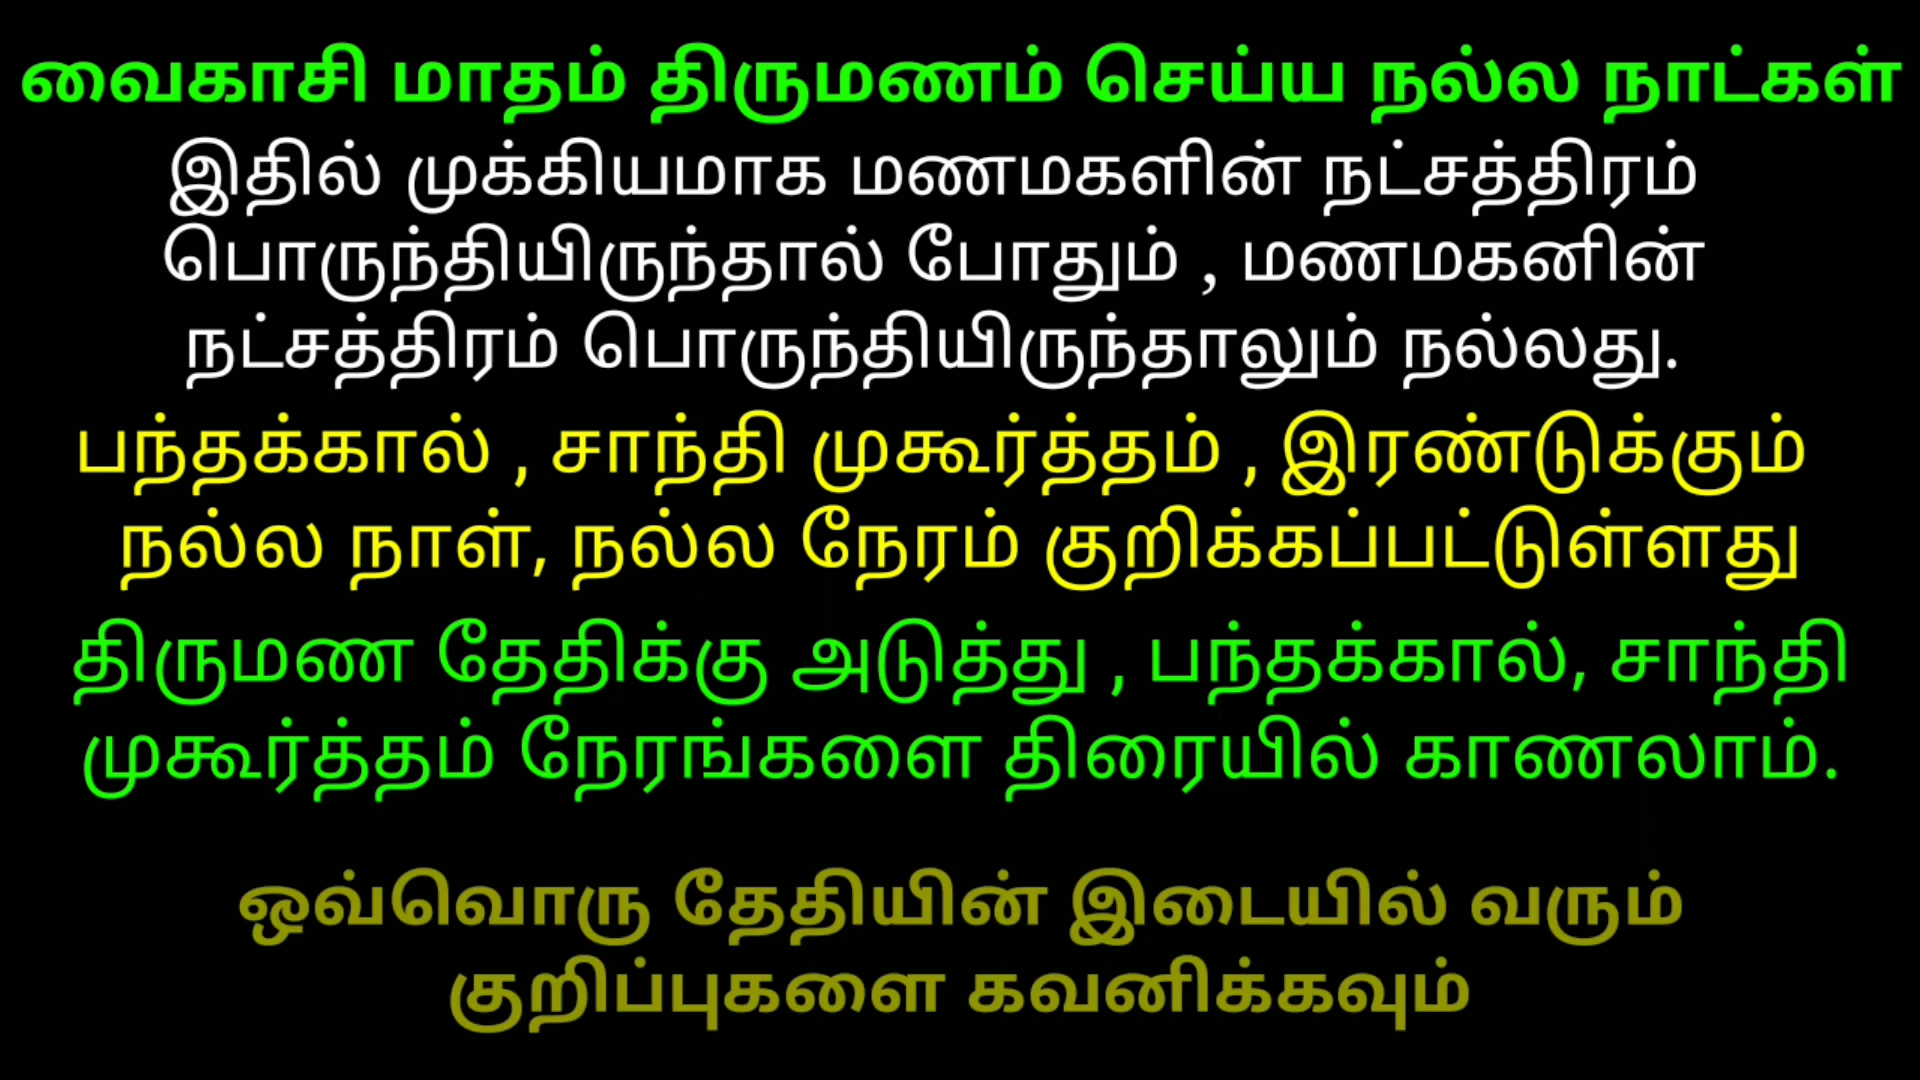 வைகாசி மாதம் திருமணம் செய்ய நல்ல நாட்கள்
இதில் முக்கியமாக மணமகளின் நட்சத்திரம்
பொருந்தியிருந்தால் போதும் , மணமகனின்
நட்சத்திரம் பொருந்தியிருந்தாலும் நல்லது.
பந்தக்கால் , சாந்தி முகூர்த்தம் , இரண்டுக்கும்
நல்ல நாள், நல்ல நேரம் குறிக்கப்பட்டுள்ளது
திருமண தேதிக்கு அடுத்து , பந்தக்கால், சாந்தி
முகூர்த்தம் நேரங்களை திரையில் காணலாம்.
ஒவ்வொரு தேதியின் இடையில் வரும்
குறிப்புகளை கவனிக்கவும்